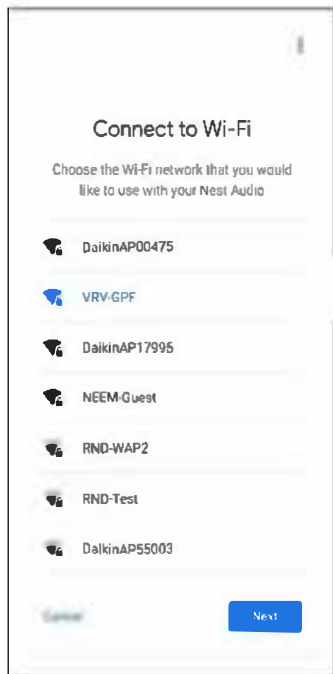 Connect to Wi-Fi
Choose the Wi-Fi network that you would
like to use with your Nest Audio
DaikinAP00475
VRV-GPF
DaikinAP17995
NEEM-Guest
RND-WAP2
RND-Test
DaikinAP55003
Cancel
Next